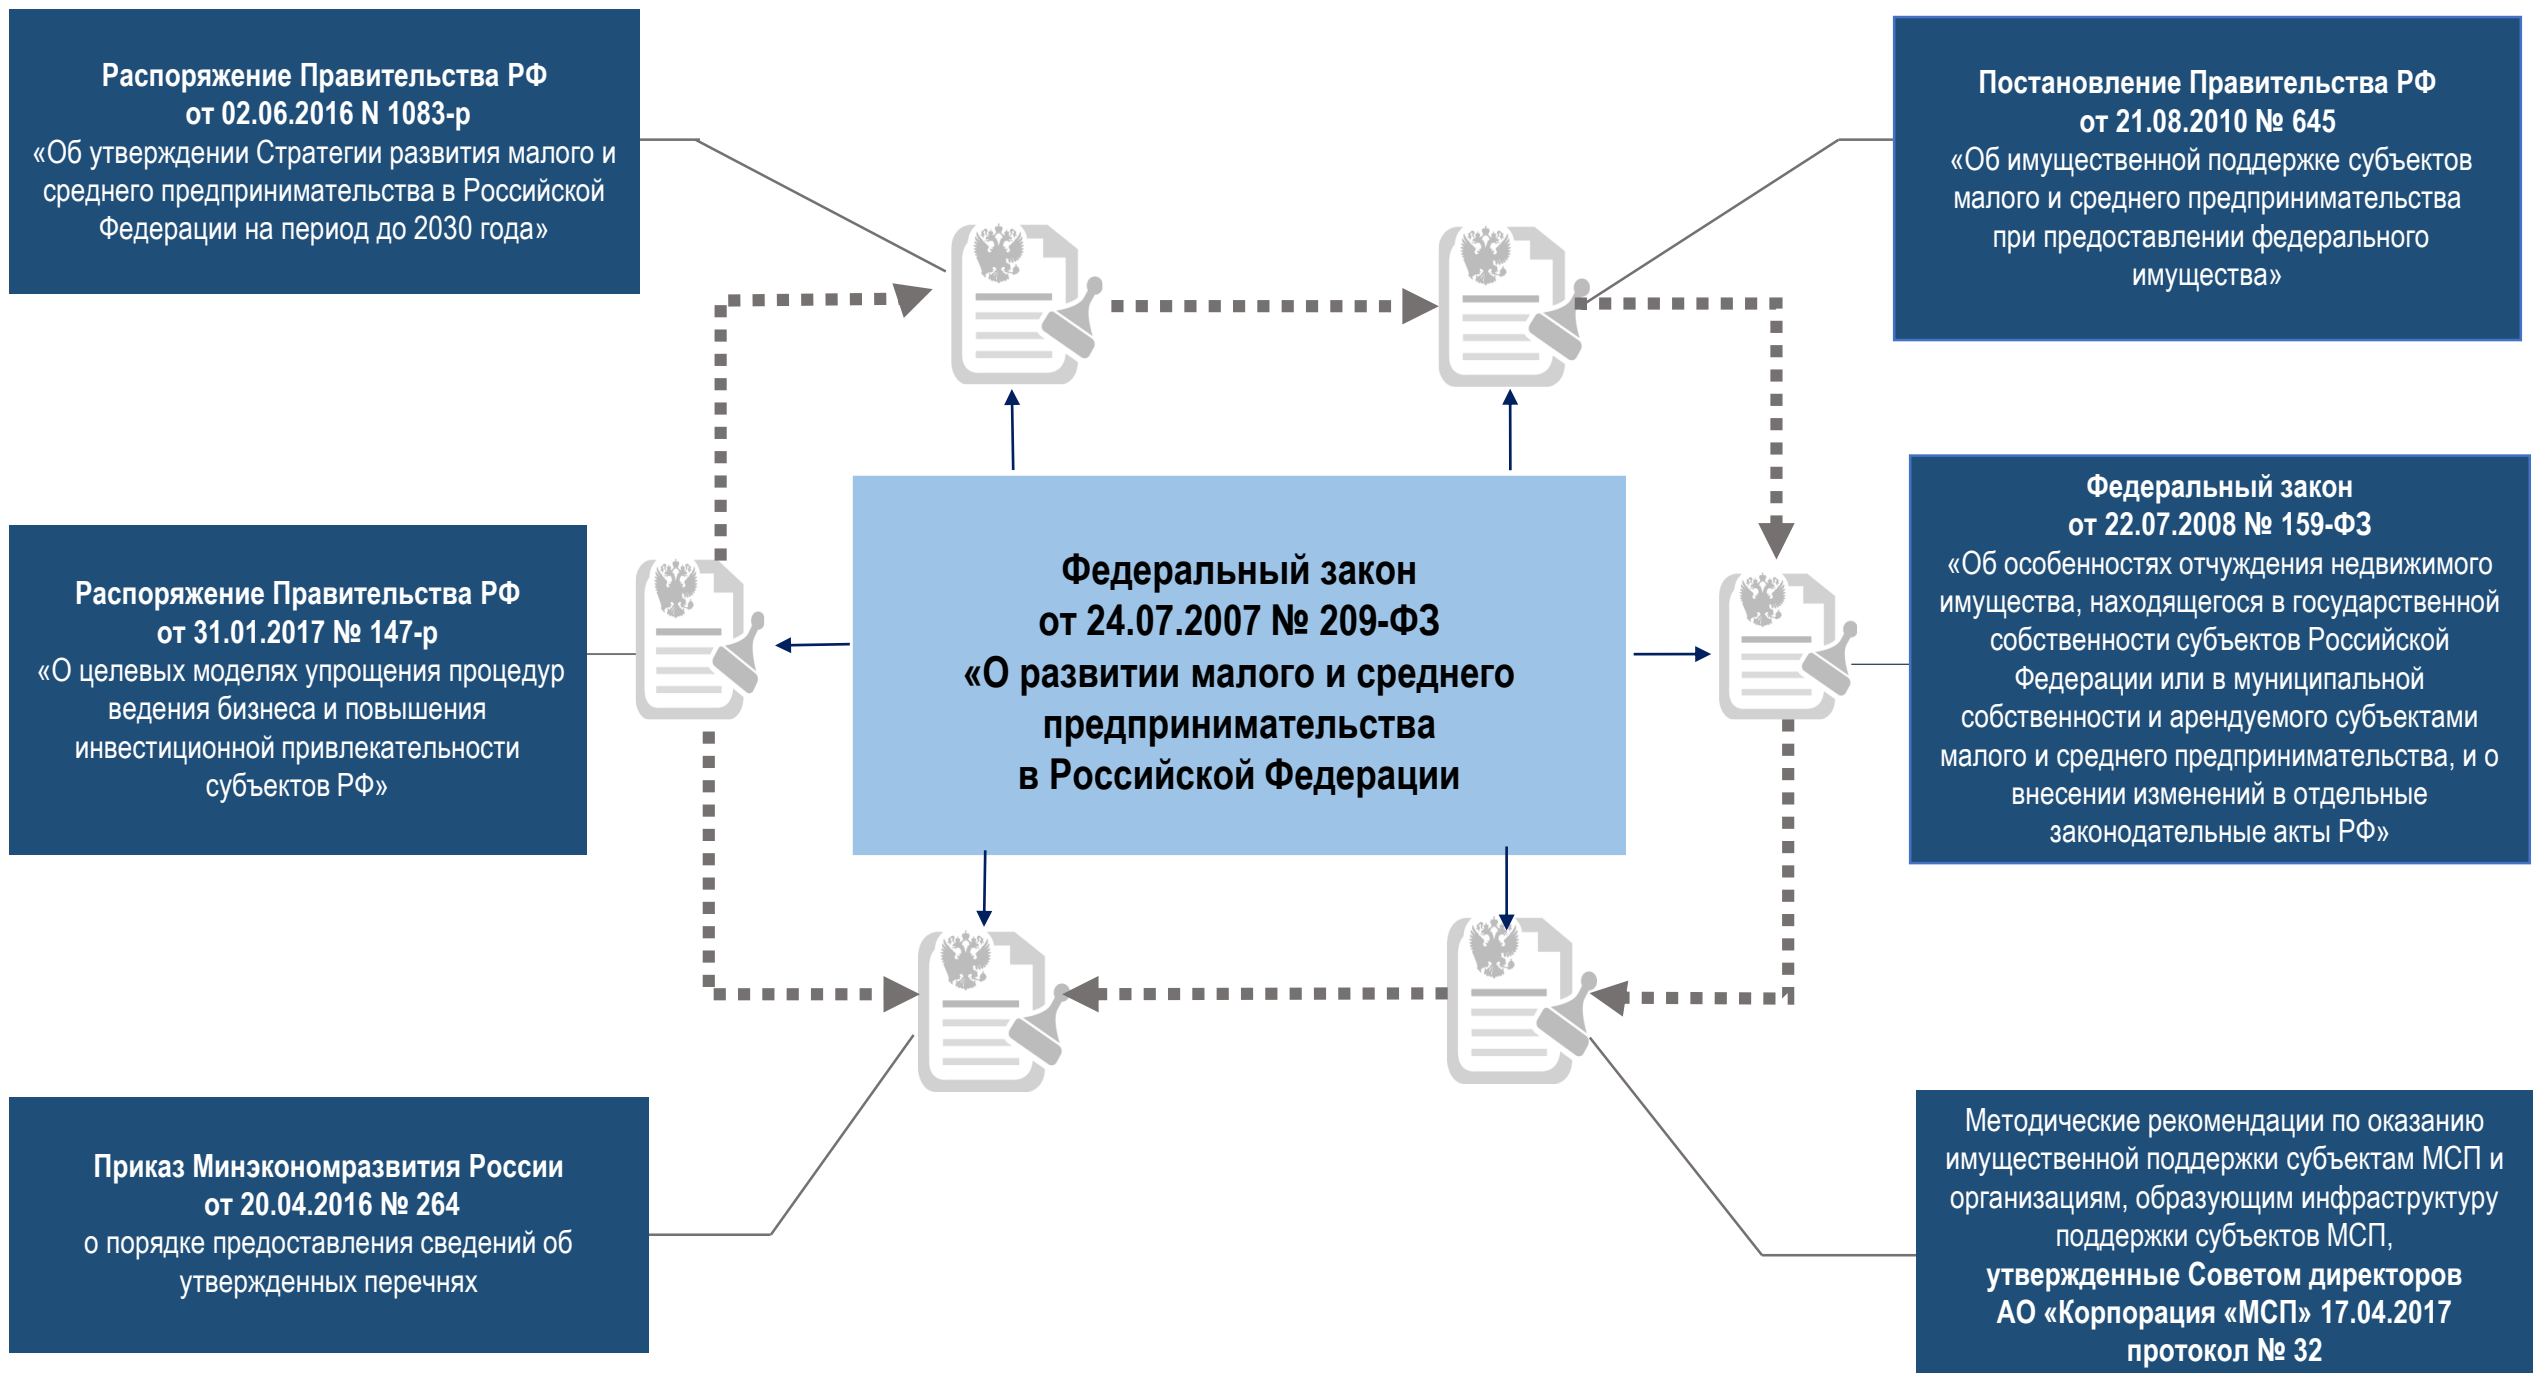 Распоряжение Правительства РФ
от 02.06.2016 N 1083-р
«Об утверждении Стратегии развития малого и
среднего предпринимательства в Российской
Федерации на период до 2030 года»
Постановление Правительства РФ
от 21.08.2010 № 645
«Об имущественной поддержке субъектов
малого и среднего предпринимательства
при предоставлении федерального
имущества»
Распоряжение Правительства РФ
от 31.01.2017 № 147-р
«О целевых моделях упрощения процедур
ведения бизнеса и повышения
инвестиционной привлекательности
субъектов РФ»
Федеральный закон
от 24.07.2007 № 209-ФЗ
«О развитии малого и среднего
предпринимательства
в Российской Федерации
Федеральный закон
от 22.07.2008 № 159-ФЗ
«Об особенностях отчуждения недвижимого
имущества, находящегося в государственной
собственности субъектов Российской
Федерации или в муниципальной
собственности и арендуемого субъектами
малого и среднего предпринимательства, и о
внесении изменений в отдельные
законодательные акты РФ»
Приказ Минэкономразвития России
от 20.04.2016 № 264
о порядке предоставления сведений об
утвержденных перечнях
Методические рекомендации по оказанию
имущественной поддержки субъектам МСП и
организациям, образующим инфраструктуру
поддержки субъектов МСП,
утвержденные Советом директоров
АО «Корпорация «МСП» 17.04.2017
протокол № 32